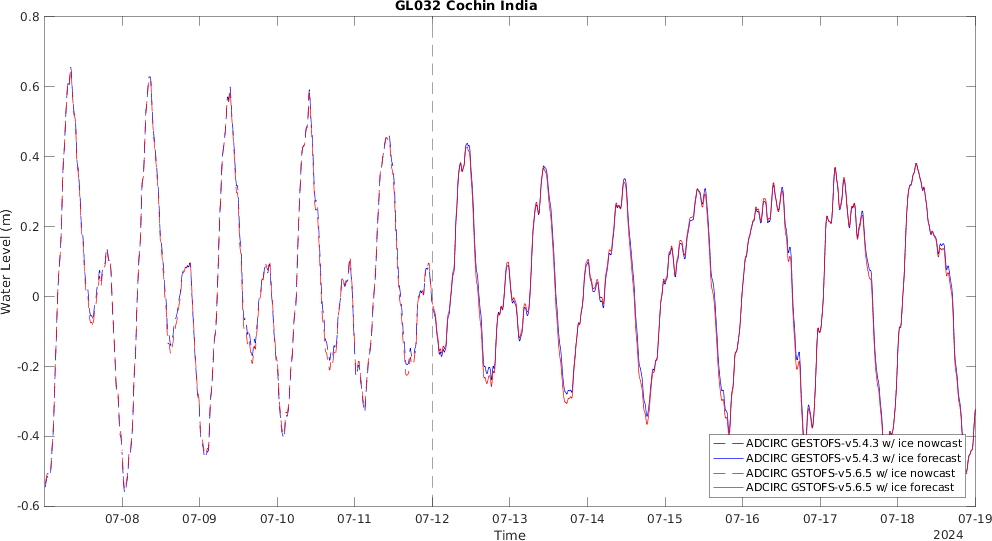 GL032 Cochin India
0.8
0.6
0.4
0.2
0
-0.2
-0.4
-0.6
Water Level (m)
ADCIRC GESTOFS-v5.4.3 w/ ice nowcast
ADCIRC GESTOFS-v5.4.3 w/ ice forecast
ADCIRC GSTOFS-v5.6.5 w/ ice nowcast
ADCIRC GSTOFS-v5.6.5 w/ ice forecast
07-08 07-09 07-10 07-11 07-12 07-13 07-14 07-15 07-16 07-17 07-18 07-19
Time
2024